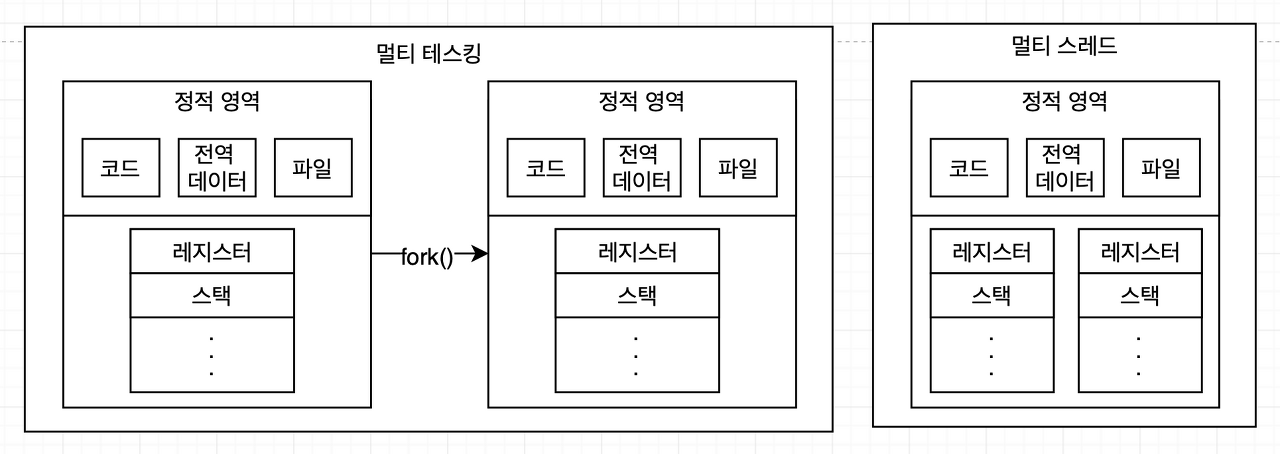 멀티 테스킹
정적 영역
코드
전역
데이터
파일
레지스터
스택
.
.
.
fork()
정적 영역
코드
전역
데이터
파일
레지스터
스택
.
.
.
멀티 스레드
정적 영역
코드
전역
데이터
파일
레지스터
스택
.
.
.
레지스터
스택
.
.
.